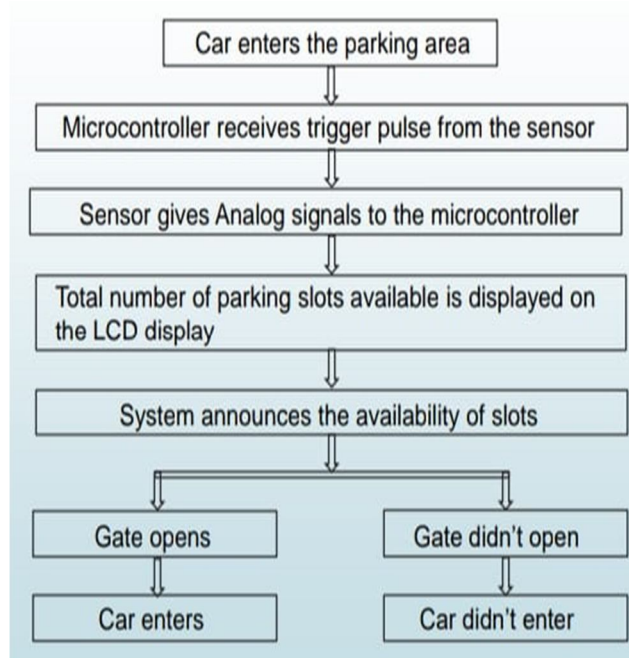 Car enters the parking area
Microcontroller receives trigger pulse from the sensor
Sensor gives Analog signals to the microcontroller
Total number of parking slots available is displayed on
the LCD display
System announces the availability of slots
Gate opens
Gate didn't open
Car enters
Car didn't enter